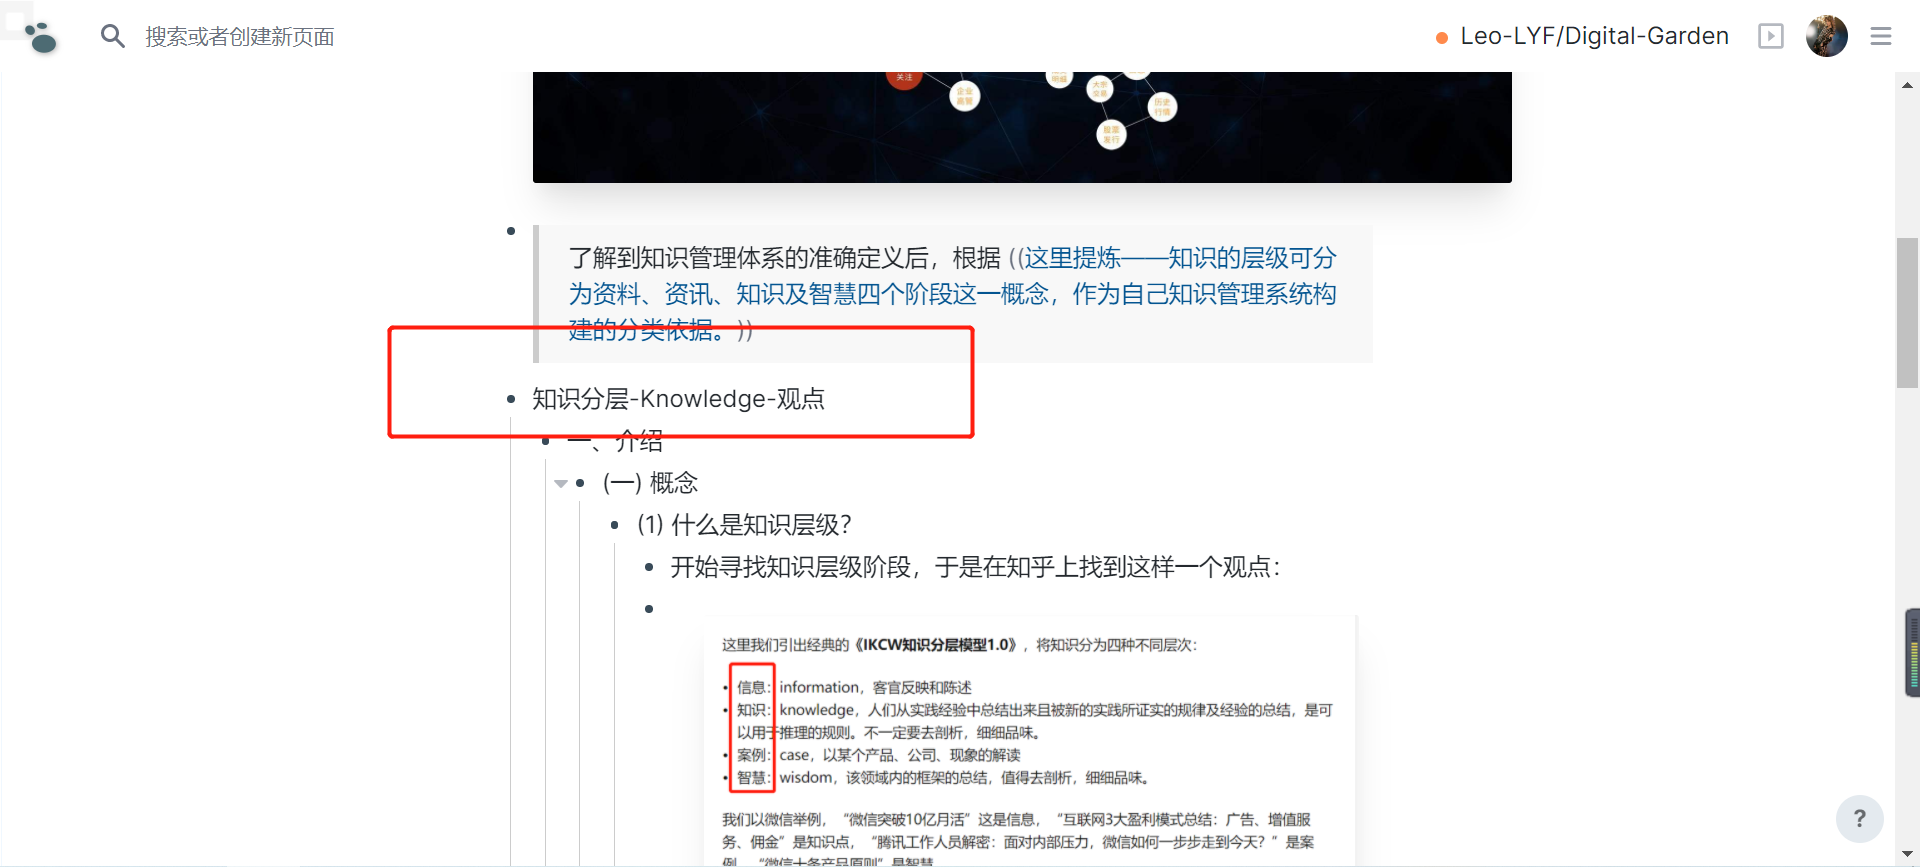 搜索或者创建新页面
Leo-LYF/Digital-Garden
关注
企业
高管
大宗
交易
历史
行情
了解到知识管理体系的准确定义后，根据 ((这里提炼——知识的层级可分
为资料、资讯、知识及智慧四个阶段这一概念，作为自己知识管理系统构
建的分类依据。))
知识分层-Knowledge-观点
一、介绍
(一) 概念
(1) 什么是知识层级？
开始寻找知识层级阶段，于是在知乎上找到这样一个观点：
这里我们引出经典的《IKCW知识分层模型1.0》，将知识分为四种不同层次：
• 信息：information，客官反映和陈述
• 知识：knowledge，人们从实践经验中总结出来且被新的实践所证实的规律及经验的总结，是可
以用于推理的规则。不一定要去剖析，细细品味。
• 案例：case，以某个产品、公司、现象的解读
• 智慧：wisdom，该领域内的框架的总结，值得去剖析，细细品味。
我们以微信举例，“微信突破10亿月活”这是信息，“互联网3大盈利模式总结：广告、增值服
务、佣金”是知识点，“腾讯工作人员解密：面对内部压力，微信如何一步步走到今天？”是案
例，“微信十条产品原则”是智慧
?